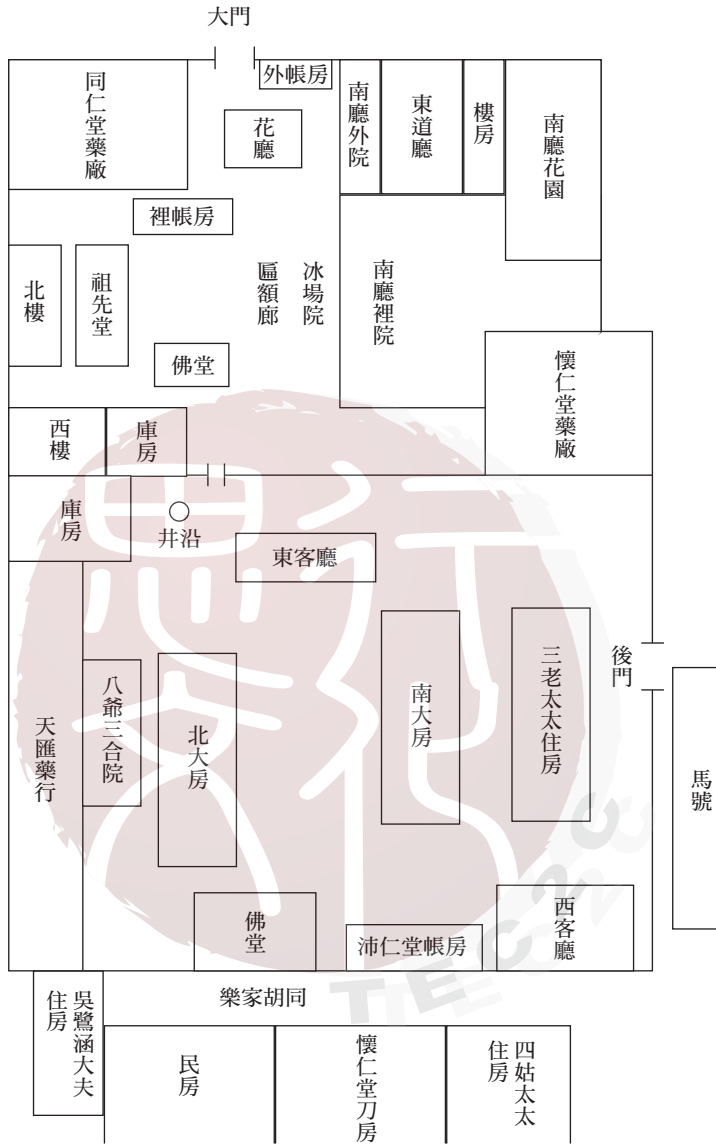 大門
同仁堂藥廠
外帳房
花廳
南廳外院
東道廳
樓房
南廳花園
裡帳房
北樓
祖先堂
匾額廊
冰場院
南廳裡院
佛堂
懷仁堂藥廠
西樓
庫房
庫房
井沿
東客廳
八爺三合院
北大房
南大房
三老太太住房
後門
天匯藥行
馬號
佛堂
沛仁堂帳房
西客廳
樂家胡同
吳鷺涵大夫
住房
民房
懷仁堂刀房
四姑太太
住房
思行文化
TEC2C